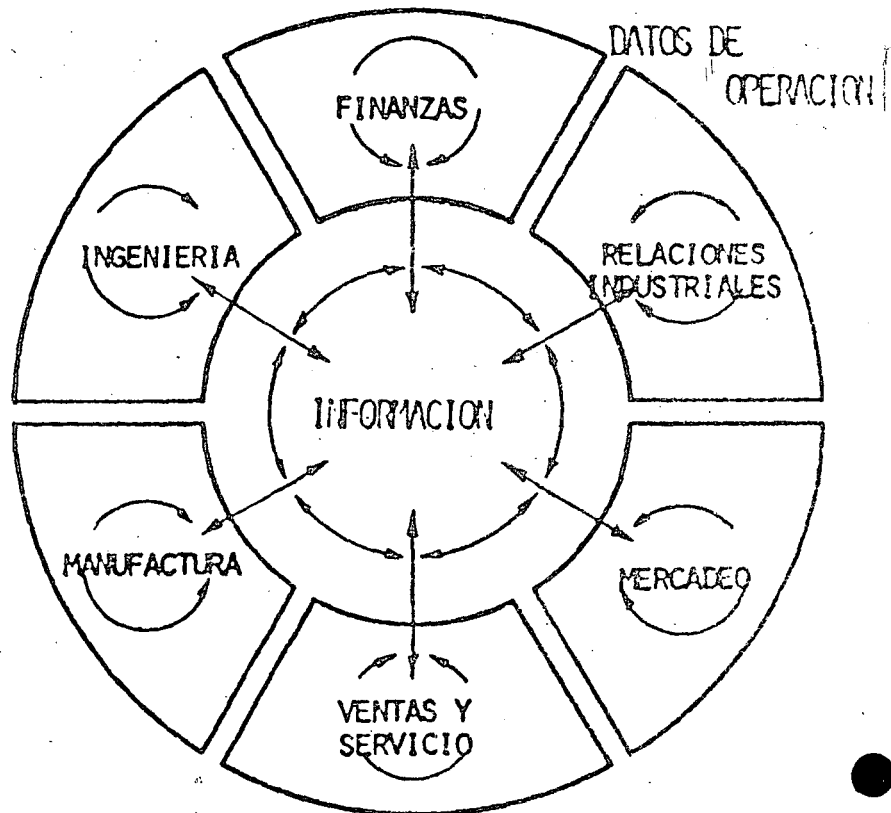 DATOS DE
OPERACION
FINANZAS
INGENIERIA
RELACIONES
INDUSTRIALES
INFORMACION
MANUFACTURA
MERCADEO
VENTAS Y
SERVICIO